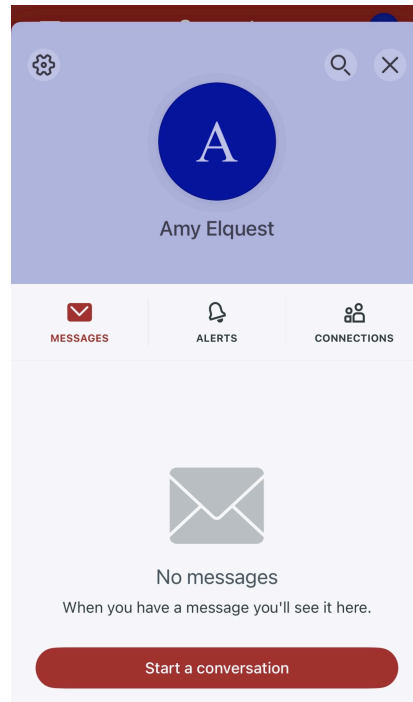 A
Amy Elquest
MESSAGES
ALERTS
CONNECTIONS
No messages
When you have a message you'll see it here.
Start a conversation